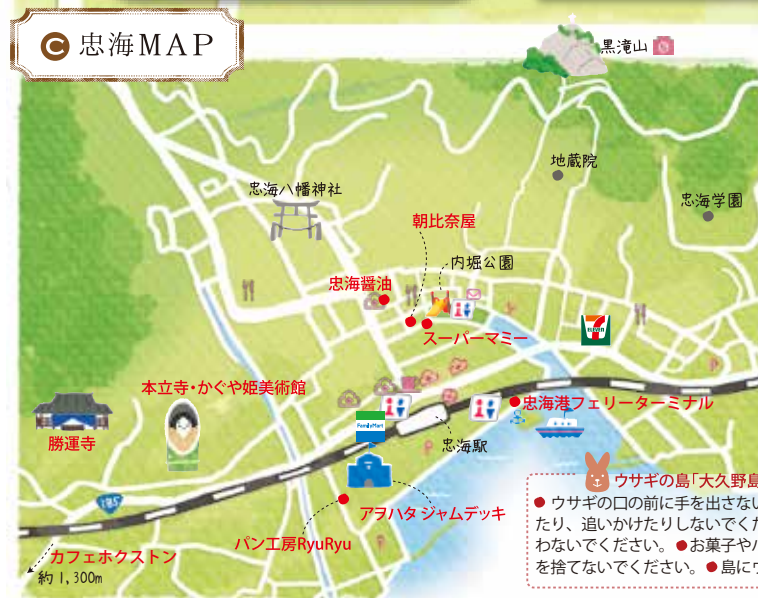 C 忠海MAP
黒滝山
地蔵院
忠海八幡神社
忠海学園
朝比奈屋
内堀公園
忠海醤油
スーパーマミー
ELEVEN
本立寺・かぐや姫美術館
忠海港フェリーターミナル
勝運寺
FamilyMart
忠海駅
ウサギの島「大久野島
185
アヲハタ ジャムデッキ
● ウサギの口の前に手を出さない
たり、追いかけたりしないでくだ
パン工房RyuRyu
わないでください。 ●お菓子や
カフェホクストン
を捨てないでください。 ● 島に
約 1,300m